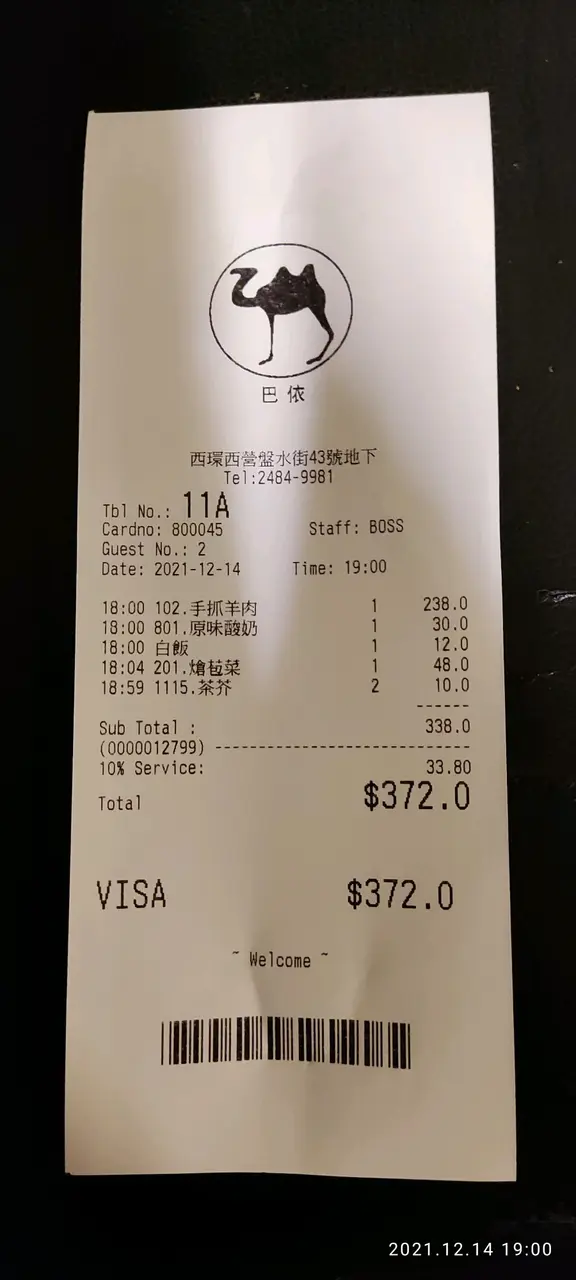 巴依
西環西營盤水街43號地下
Tel:2484-9981
Tbl No.: 11A
Cardno: 800045 Staff: BOSS
Guest No.: 2
Date: 2021-12-14 Time: 19:00
18:00 102.手抓羊肉 1 238.0
18:00 801.原味酸奶 1 30.0
18:00 白飯 1 12.0
18:04 201.熗苞菜 1 48.0
18:59 1115.茶芥 2 10.0
------
Sub Total : 338.0
(0000012799) ------------------------------
10% Service: 33.80
Total $372.0
VISA $372.0
~ Welcome ~
2021.12.14 19:00